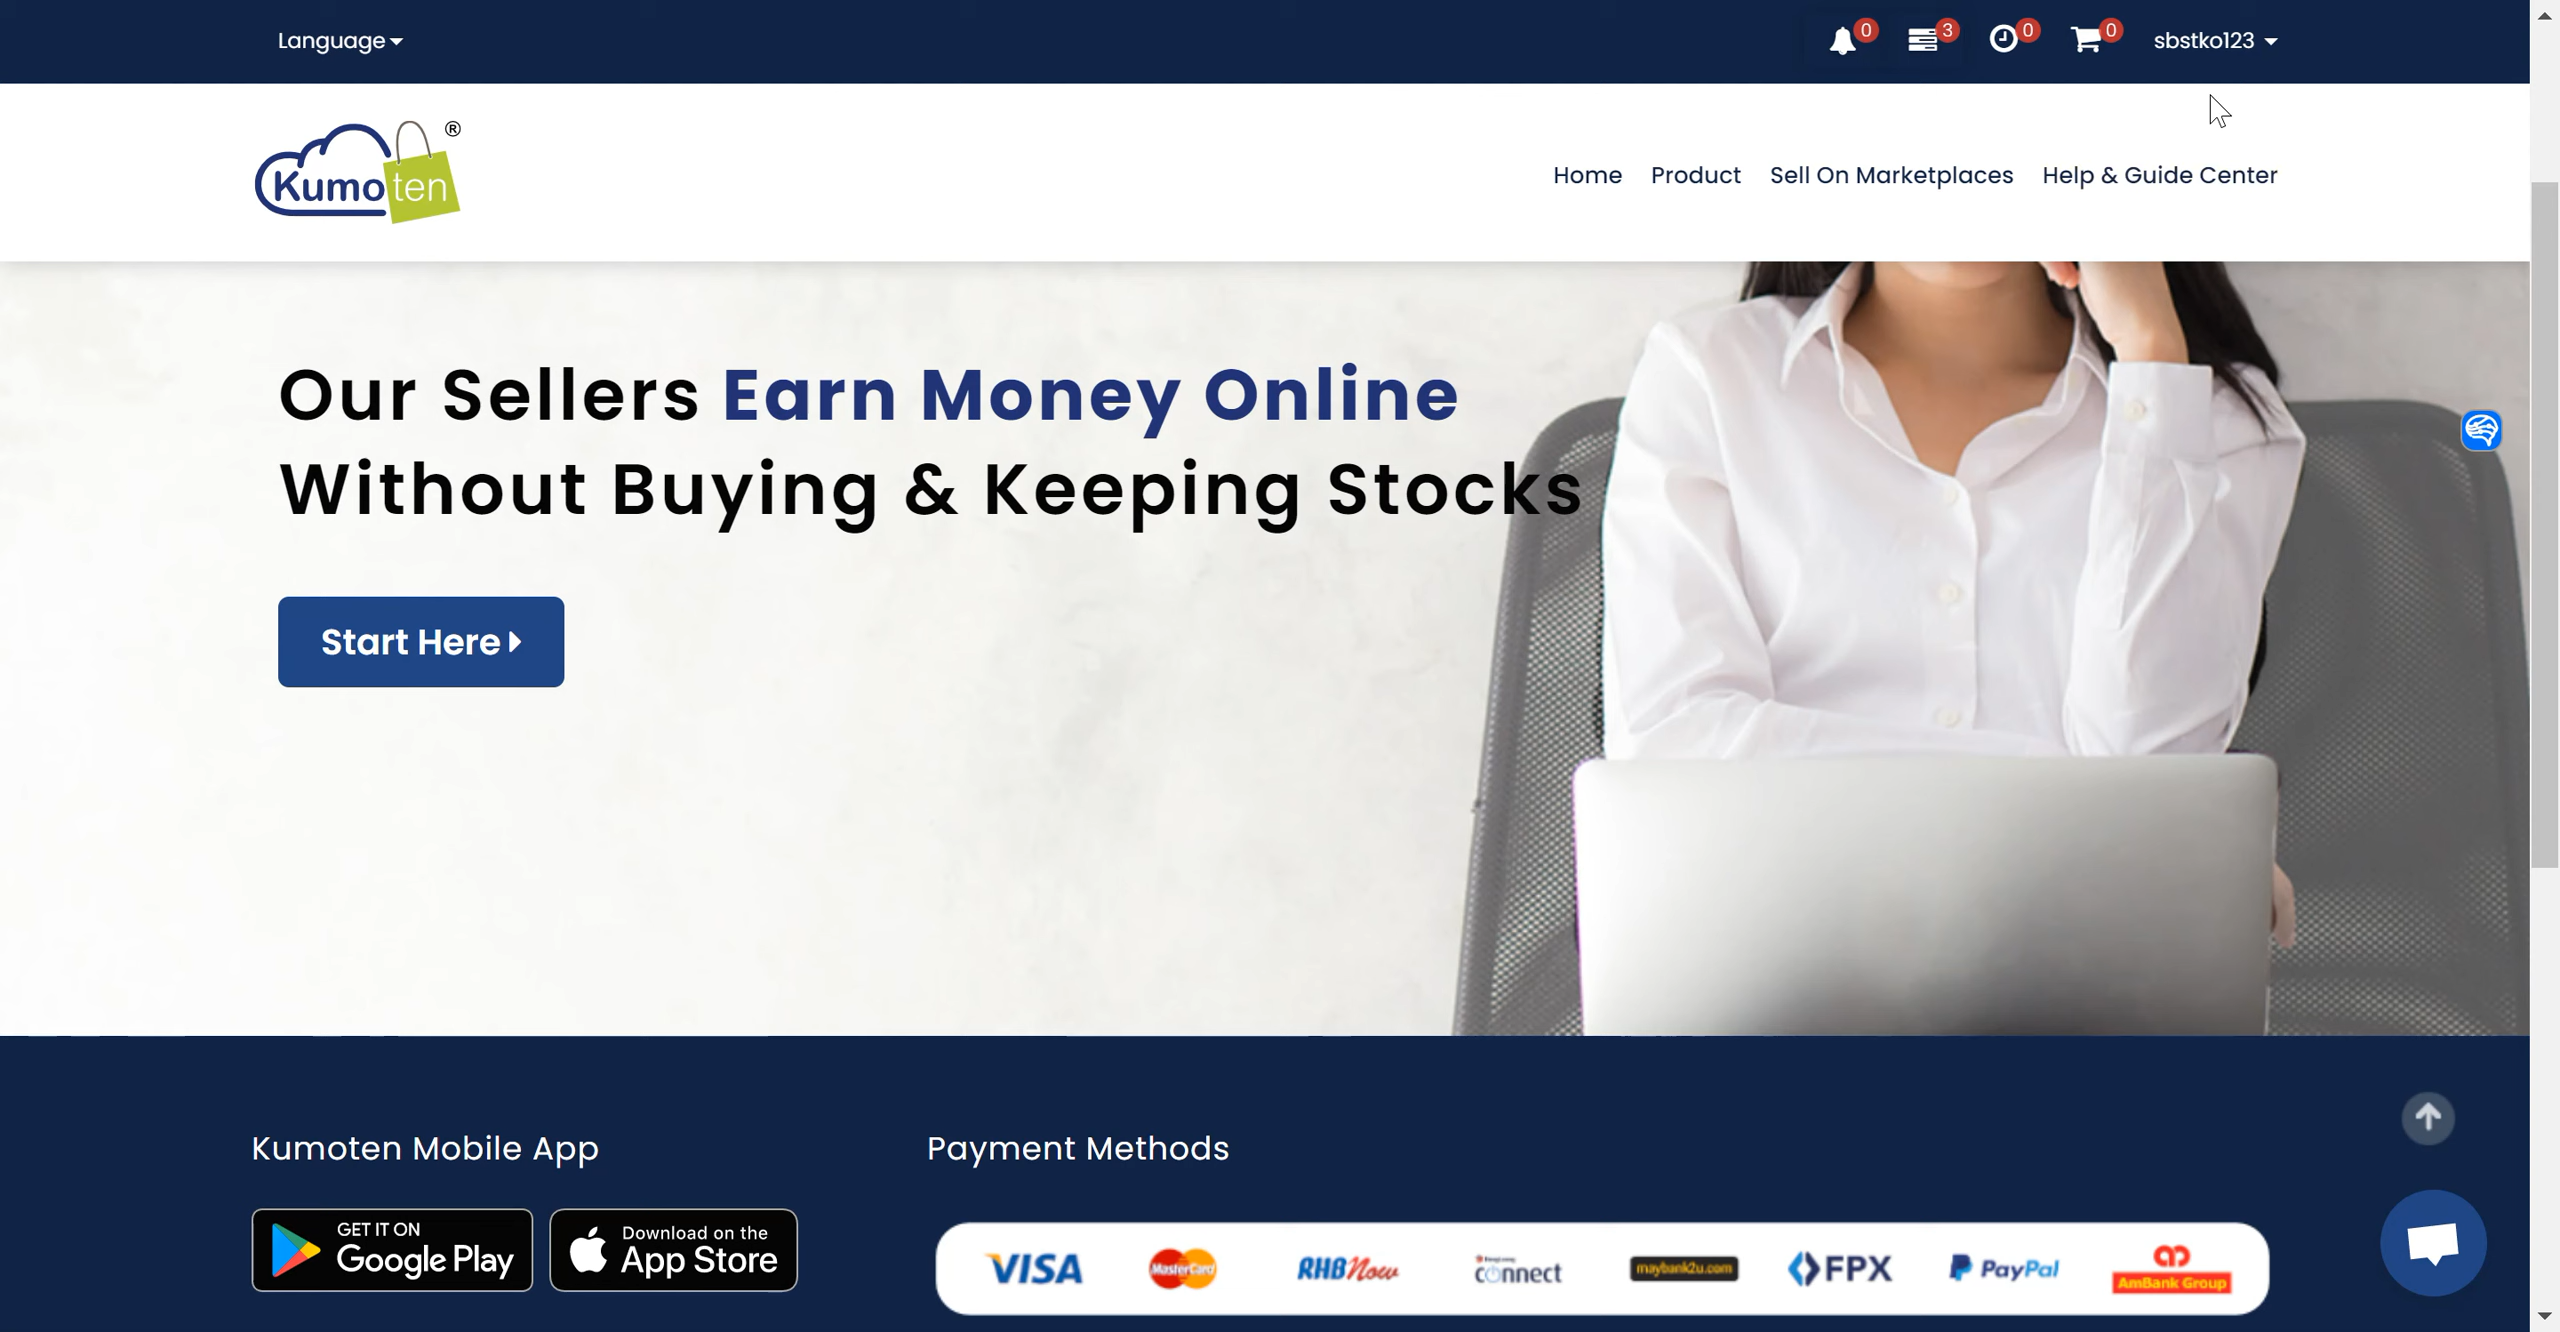 Language
0
3
0
0
sbstko123
Kumoten ®
Home
Product
Sell On Marketplaces
Help & Guide Center
Our Sellers Earn Money Online
Without Buying & Keeping Stocks
Start Here
Kumoten Mobile App
GET IT ON
Google Play
Download on the
App Store
Payment Methods
VISA
MasterCard
RHB Now
connect
maybank2u.com
FPX
PayPal
AmBank Group